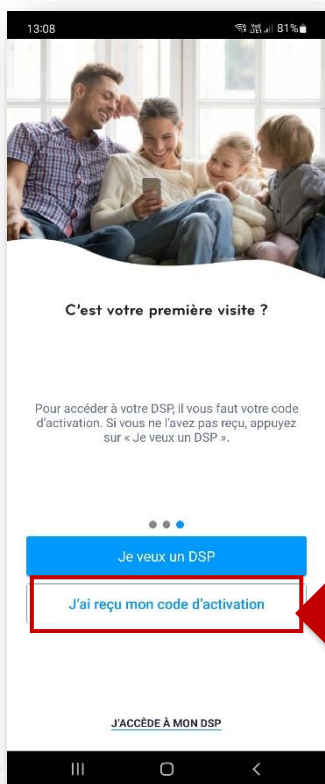 13:08 81%
C'est votre première visite ?
Pour accéder à votre DSP, il vous faut votre code
d'activation. Si vous ne l'avez pas reçu, appuyez
sur « Je veux un DSP ».
Je veux un DSP
J'ai reçu mon code d'activation
J'ACCÈDE À MON DSP